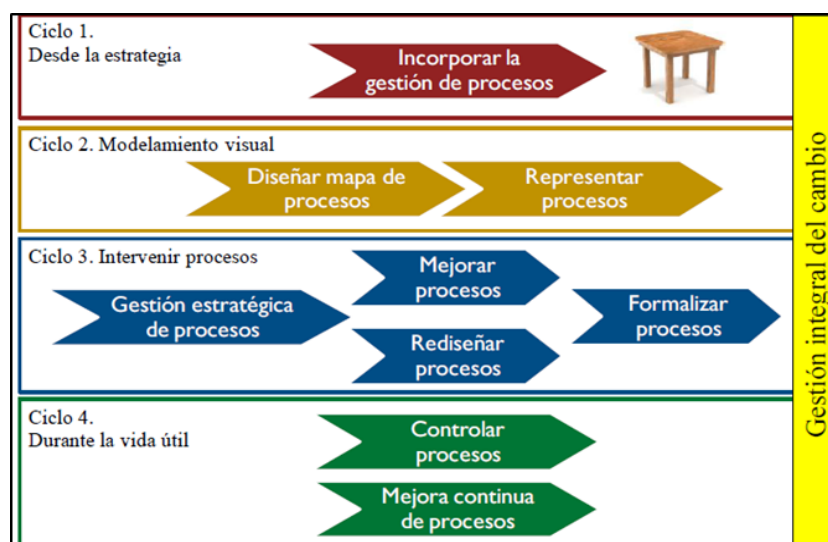 Ciclo 1.
Desde la estrategia
Incorporar la
gestión de procesos
Ciclo 2. Modelamiento visual
Diseñar mapa de
procesos
Representar
procesos
Ciclo 3. Intervenir procesos
Gestión estratégica
de procesos
Mejorar
procesos
Rediseñar
procesos
Formalizar
procesos
Ciclo 4.
Durante la vida útil
Controlar
procesos
Mejora continua
de procesos
Gestión integral del cambio